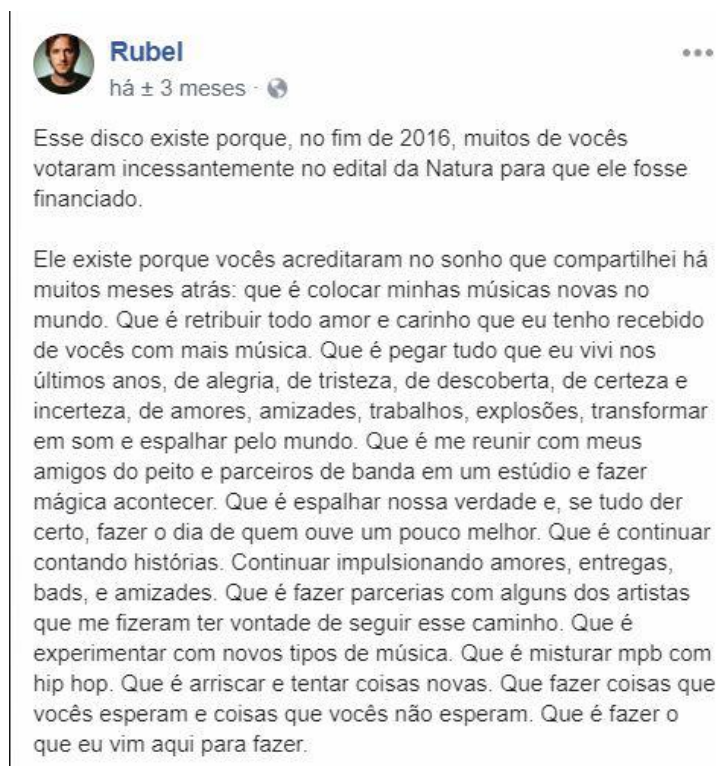 Rubel
há ± 3 meses ·
Esse disco existe porque, no fim de 2016, muitos de vocês
votaram incessantemente no edital da Natura para que ele fosse
financiado.
Ele existe porque vocês acreditaram no sonho que compartilhei há
muitos meses atrás: que é colocar minhas músicas novas no
mundo. Que é retribuir todo amor e carinho que eu tenho recebido
de vocês com mais música. Que é pegar tudo que eu vivi nos
últimos anos, de alegria, de tristeza, de descoberta, de certeza e
incerteza, de amores, amizades, trabalhos, explosões, transformar
em som e espalhar pelo mundo. Que é me reunir com meus
amigos do peito e parceiros de banda em um estúdio e fazer
mágica acontecer. Que é espalhar nossa verdade e, se tudo der
certo, fazer o dia de quem ouve um pouco melhor. Que é continuar
contando histórias. Continuar impulsionando amores, entregas,
bads, e amizades. Que é fazer parcerias com alguns dos artistas
que me fizeram ter vontade de seguir esse caminho. Que é
experimentar com novos tipos de música. Que é misturar mpb com
hip hop. Que é arriscar e tentar coisas novas. Que fazer coisas que
vocês esperam e coisas que vocês não esperam. Que é fazer o
que eu vim aqui para fazer.